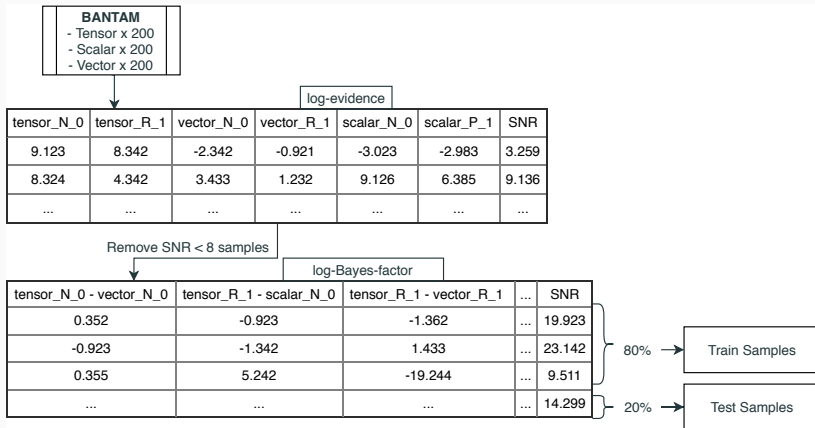 BANTAM
- Tensor x 200
- Scalar x 200
- Vector x 200
log-evidence
tensor_N_0 tensor_R_1 vector_N_0 vector_R_1 scalar_N_0 scalar_P_1 SNR
9.123 8.342 -2.342 -0.921 -3.023 -2.983 3.259
8.324 4.342 3.433 1.232 9.126 6.385 9.136
... ... ... ... ... ... ...
Remove SNR < 8 samples
log-Bayes-factor
tensor_N_0 - vector_N_0 tensor_R_1 - scalar_N_0 tensor_R_1 - vector_R_1 ... SNR
0.352 -0.923 -1.362 ... 19.923
-0.923 -1.342 1.433 ... 23.142
80% Train Samples
0.355 5.242 -19.244 ... 9.511
... ... ... ... 14.299
20% Test Samples